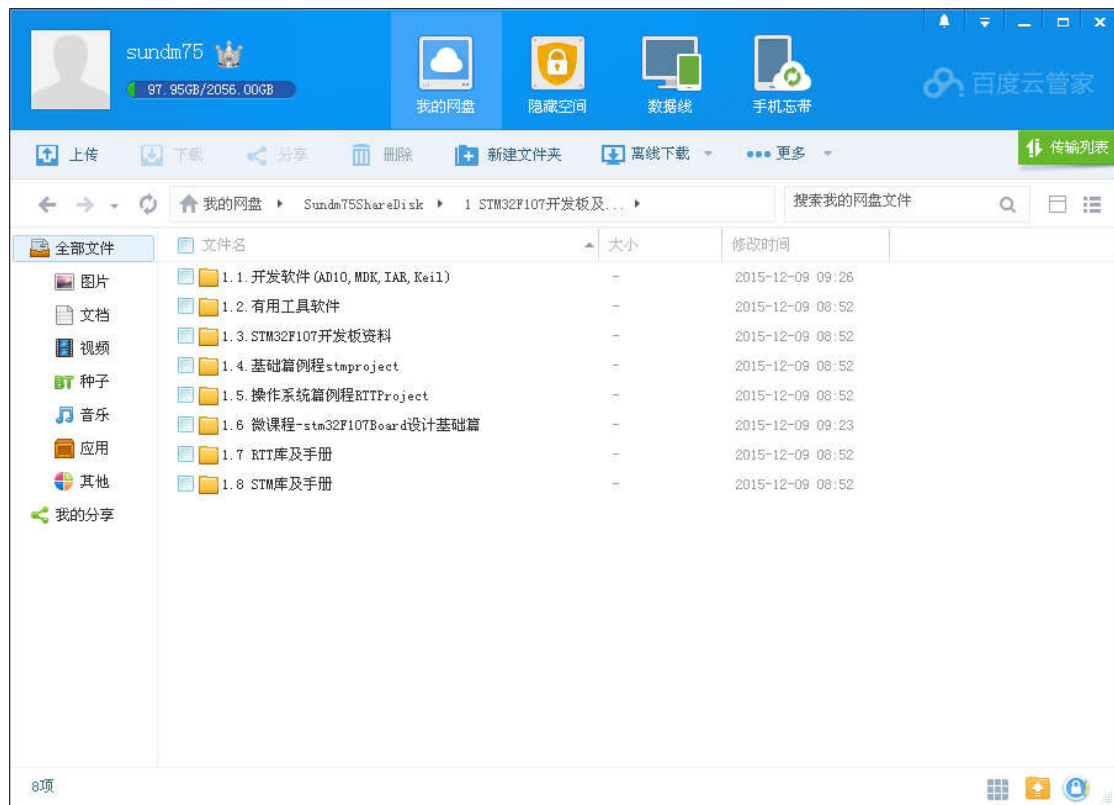 sundm75
97.95GB/2056.00GB
我的网盘
隐藏空间
数据线
手机忘带
百度云管家
上传 下载 分享 删除 新建文件夹 离线下载 更多 传输列表
我的网盘 Sundm75ShareDisk 1 STM32F107开发板及... 搜索我的网盘文件
全部文件 文件名 大小 修改时间
图片 1.1.开发软件(AD10,MDK,IAR,Keil) - 2015-12-09 09:26
1.2.有用工具软件 - 2015-12-09 08:52
文档
1.3.STM32F107开发板资料 - 2015-12-09 08:52
视频
1.4.基础篇例程stmproject - 2015-12-09 08:52
BT 种子
1.5.操作系统篇例程RTTProject - 2015-12-09 08:52
音乐
1.6 微课程-stm32F107Board设计基础篇 - 2015-12-09 09:23
应用 1.7 RTT库及手册 - 2015-12-09 08:52
其他 1.8 STM库及手册 - 2015-12-09 08:52
我的分享
8项